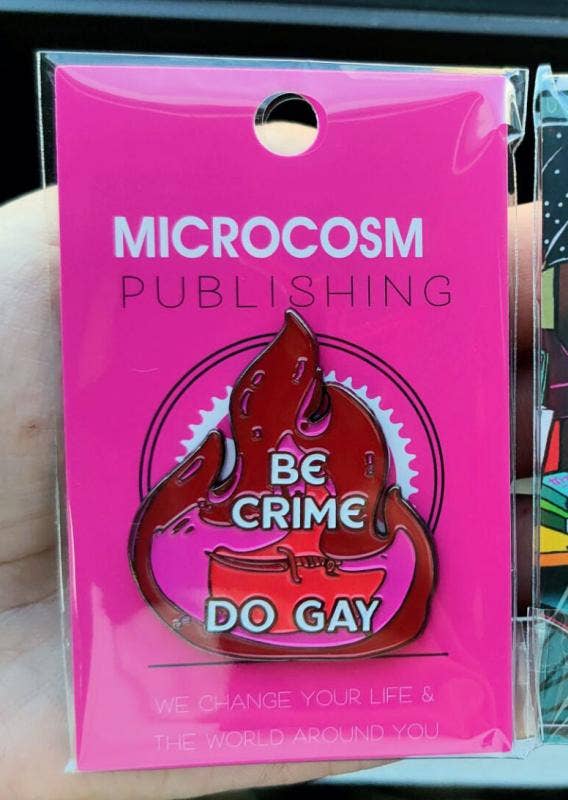 MICROCOSM
PUBLISHING
BE
CRIME
DO GAY
WE CHANGE YOUR LIFE &
THE WORLD AROUND YOU